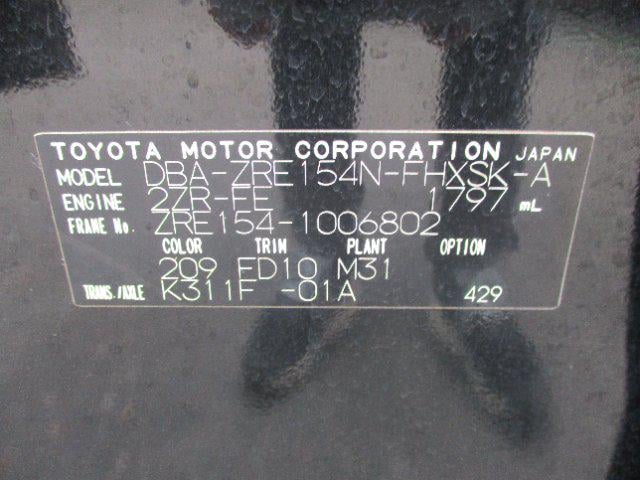 TOYOTA MOTOR CORPORATION JAPAN
MODEL DBA-ZRE154N-FHXSK-A
ENGINE 2ZR-FE 1797 mL
FRAME No. ZRE154-1006802
COLOR TRIM PLANT OPTION
209 FD10 M31
TRANS./AXLE K311F -01A 429